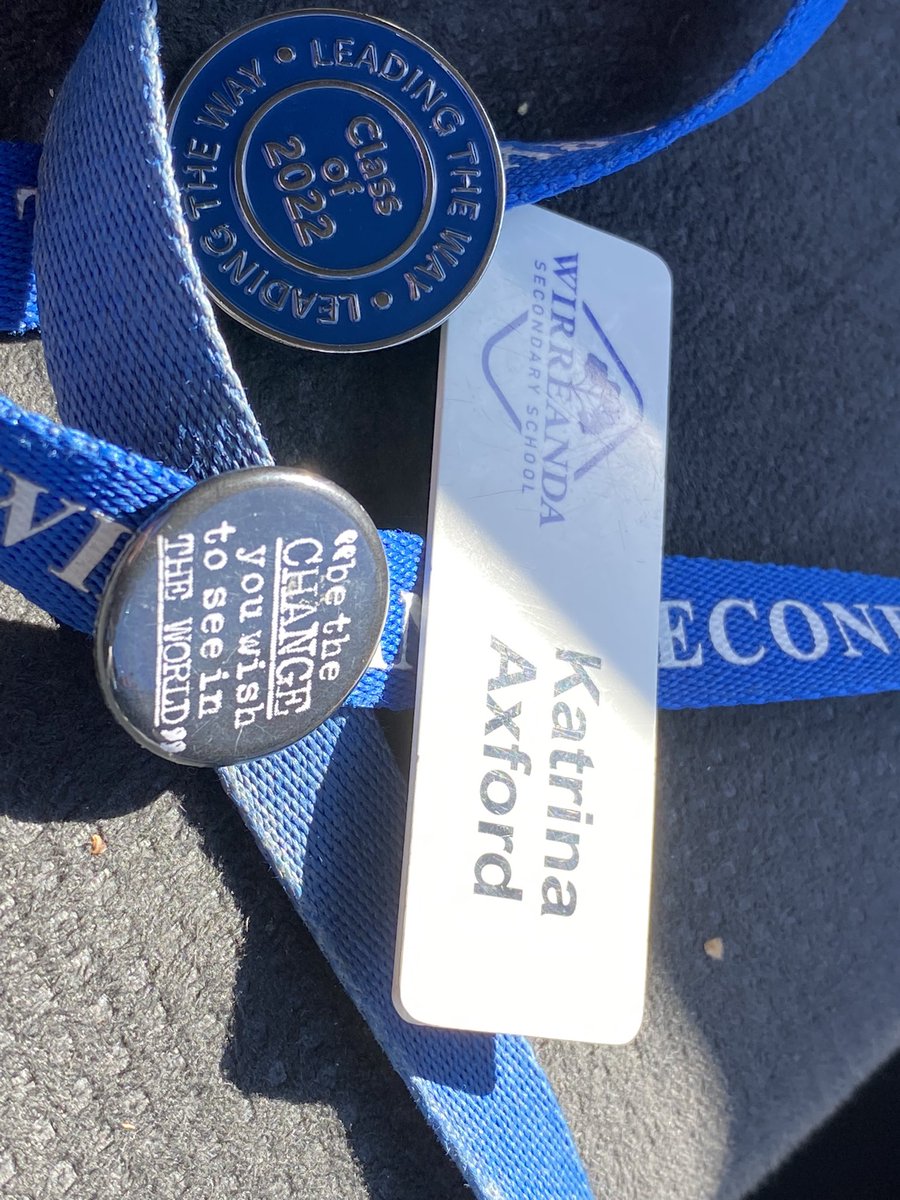 LEADING THE WAY • LEADING THE WAY •
Class
of
2022
WIRREANDA
SECONDARY SCHOOL
Katrina
Axford
“be the
CHANGE
you wish
to see in
THE WORLD”
ECOND